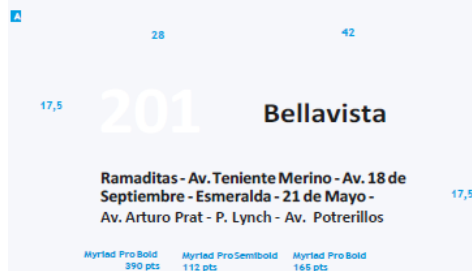 A
28
42
17,5
201
Bellavista
Ramaditas - Av. Teniente Merino - Av. 18 de
Septiembre - Esmeralda - 21 de Mayo -
17,5
Av. Arturo Prat - P. Lynch - Av. Potrerillos
Myriad Pro Bold
390 pts
Myriad Pro Semibold
112 pts
Myriad Pro Bold
165 pts